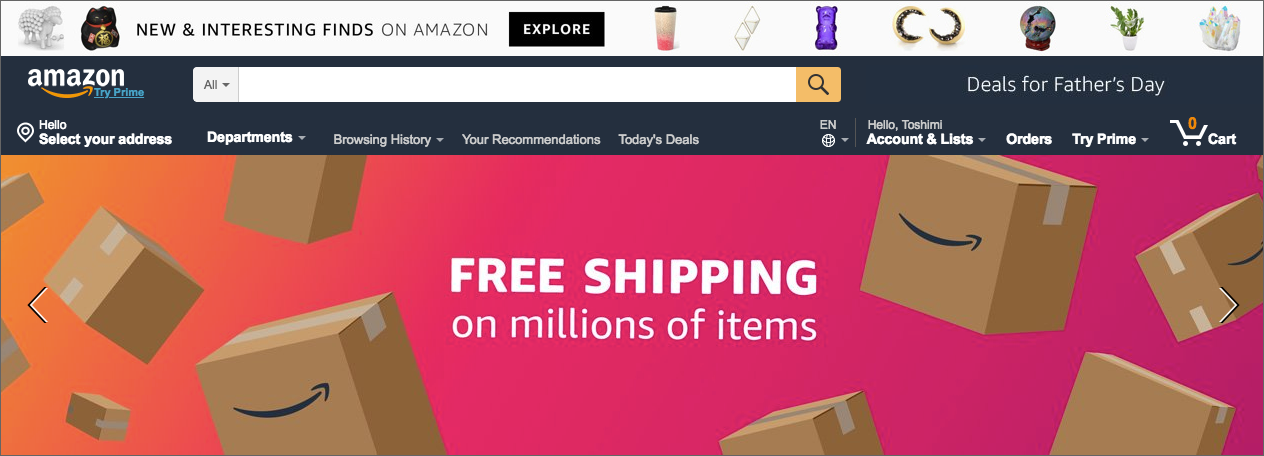 NEW & INTERESTING FINDS ON AMAZON
EXPLORE
amazon
Try Prime
All
Deals for Father's Day
Hello
Select your address
Departments
Browsing History
Your Recommendations
Today's Deals
EN
Hello, Toshimi
Account & Lists
Orders
Try Prime
0
Cart
FREE SHIPPING
on millions of items